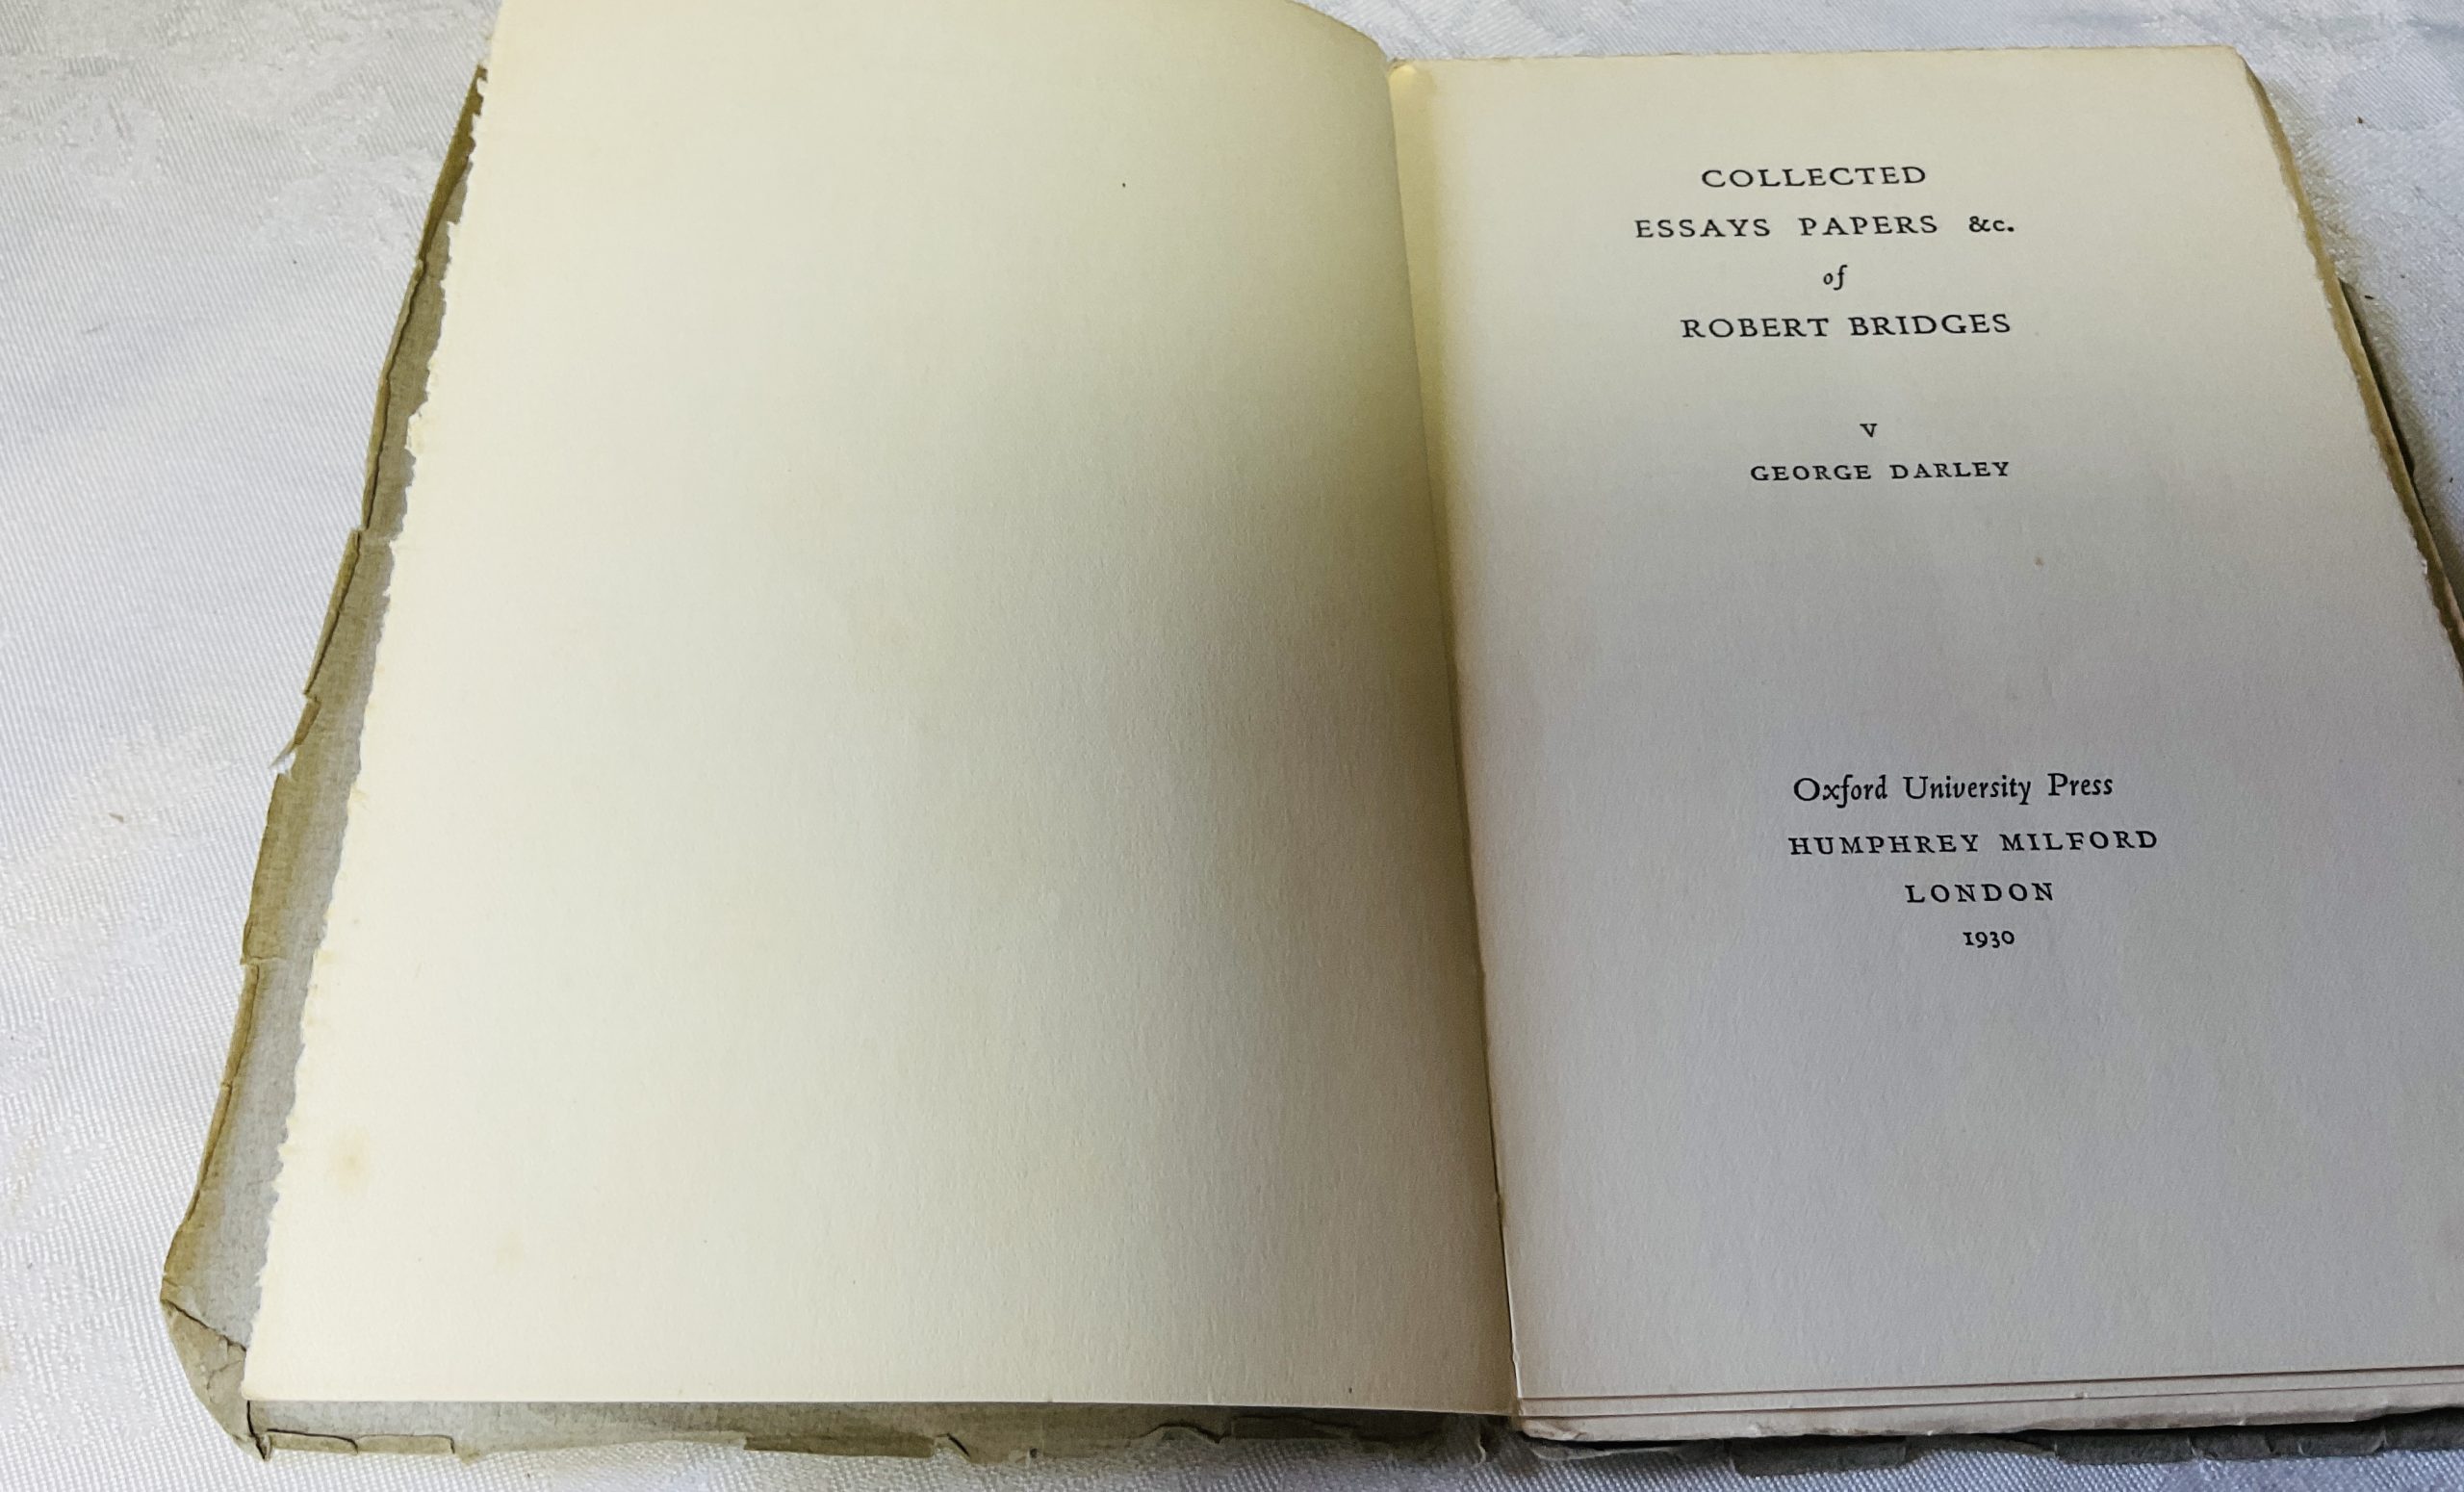 COLLECTED
ESSAYS PAPERS &c.
of
ROBERT BRIDGES
V
GEORGE DARLEY
Oxford University Press
HUMPHREY MILFORD
LONDON
1930